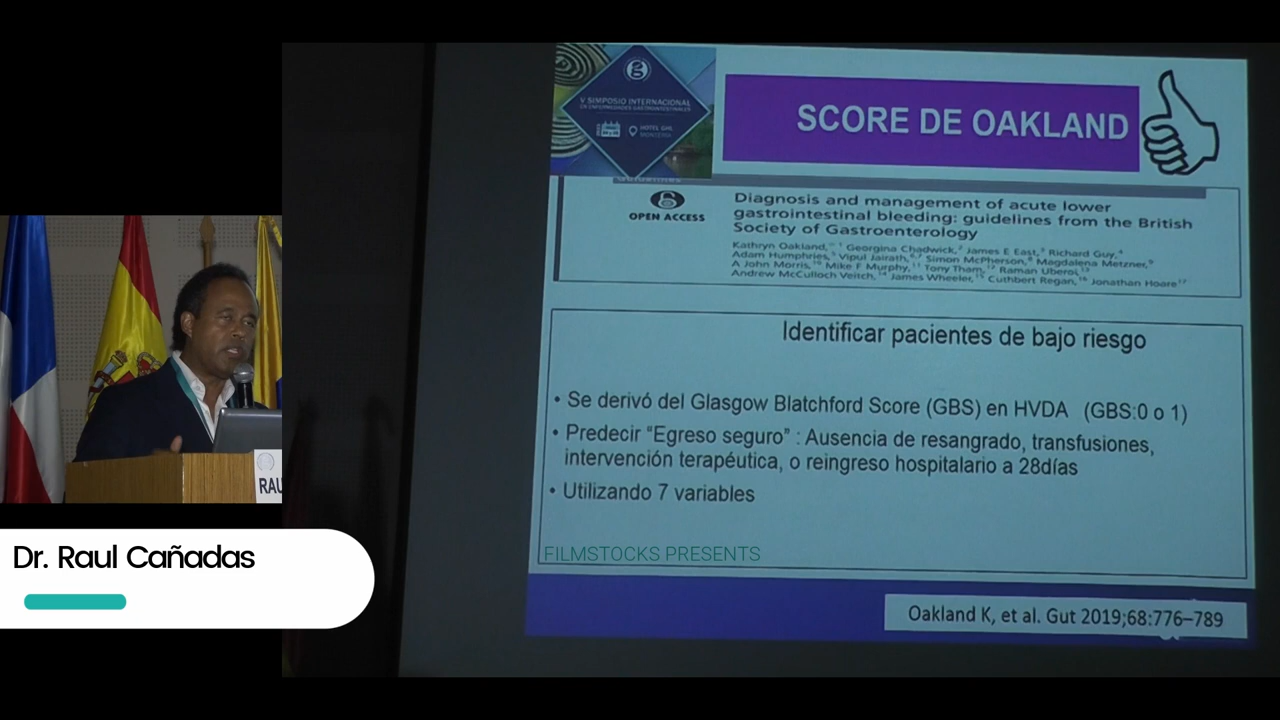 V SIMPOSIO INTERNACIONAL
EN ENFERMEDADES GASTROINTESTINALES
HOTEL GHL
MONTERÍA
SCORE DE OAKLAND
OPEN ACCESS
Diagnosis and management of acute lower
gastrointestinal bleeding: guidelines from the British
Society of Gastroenterology
Kathryn Oakland, Georgina Chadwick, James E East, Richard Guy,
Adam Humphries, Vipul Jairath, Simon McPherson, Magdalena Metzner,
A John Morris, Mike F Murphy, Tony Tham, Raman Uberoi,
Andrew McCulloch Veitch, James Wheeler, Cuthbert Regan, Jonathan Hoare
Identificar pacientes de bajo riesgo
• Se derivó del Glasgow Blatchford Score (GBS) en HVDA (GBS:0 o 1)
• Predecir “Egreso seguro” : Ausencia de resangrado, transfusiones,
intervención terapéutica, o reingreso hospitalario a 28días
• Utilizando 7 variables
FILMSTOCKS PRESENTS
Oakland K, et al. Gut 2019;68:776–789
RAU
Dr. Raul Cañadas